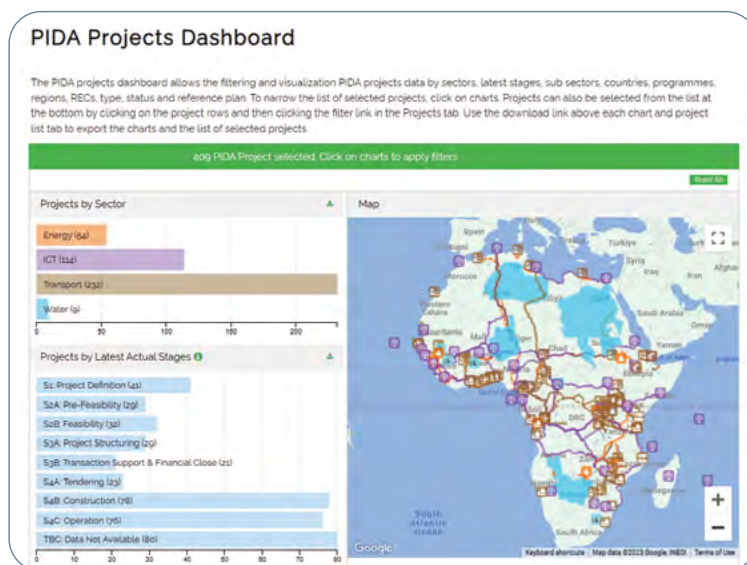 PIDA Projects Dashboard
The PIDA projects dashboard allows the filtering and visualization PIDA projects data by sectors, latest stages, sub sectors, countries, programmes,
regions, RECs, type, status and reference plan. To narrow the list of selected projects, click on charts. Projects can also be selected from the list at
the bottom by clicking on the project rows and then clicking the filter link in the Projects tab. Use the download link above each chart and project
list tab to export the charts and the list of selected projects
409 PIDA Project selected. Click on charts to apply filters
Reset All
Projects by Sector
Map
Energy (54)
ICT (114)
Transport (232)
Water (9)
0 50 100 150 200
Projects by Latest Actual Stages
S1: Project Definition (41)
S2A: Pre-Feasibility (29)
S2B: Feasibility (32)
S3A: Project Structuring (29)
S3B: Transaction Support & Financial Close (21)
S4A: Tendering (23)
S4B: Construction (78)
S4C: Operation (76)
TBC: Data Not Available (80)
0 10 20 30 40 50 60 70 80
Spain
Portugal
Greece
Türkiye
Syria
Iraq
Iran
Morocco
Western
Sahara
Saudi Arabia
Oman
Mauritania
Mali
Niger
Chad
Yemen
Ethiopia
DRC
Madagascar
South
Atlantic
Ocean
South Africa
+
−
Google
Keyboard shortcuts
Map data ©2023 Google, INEGI
Terms of Use